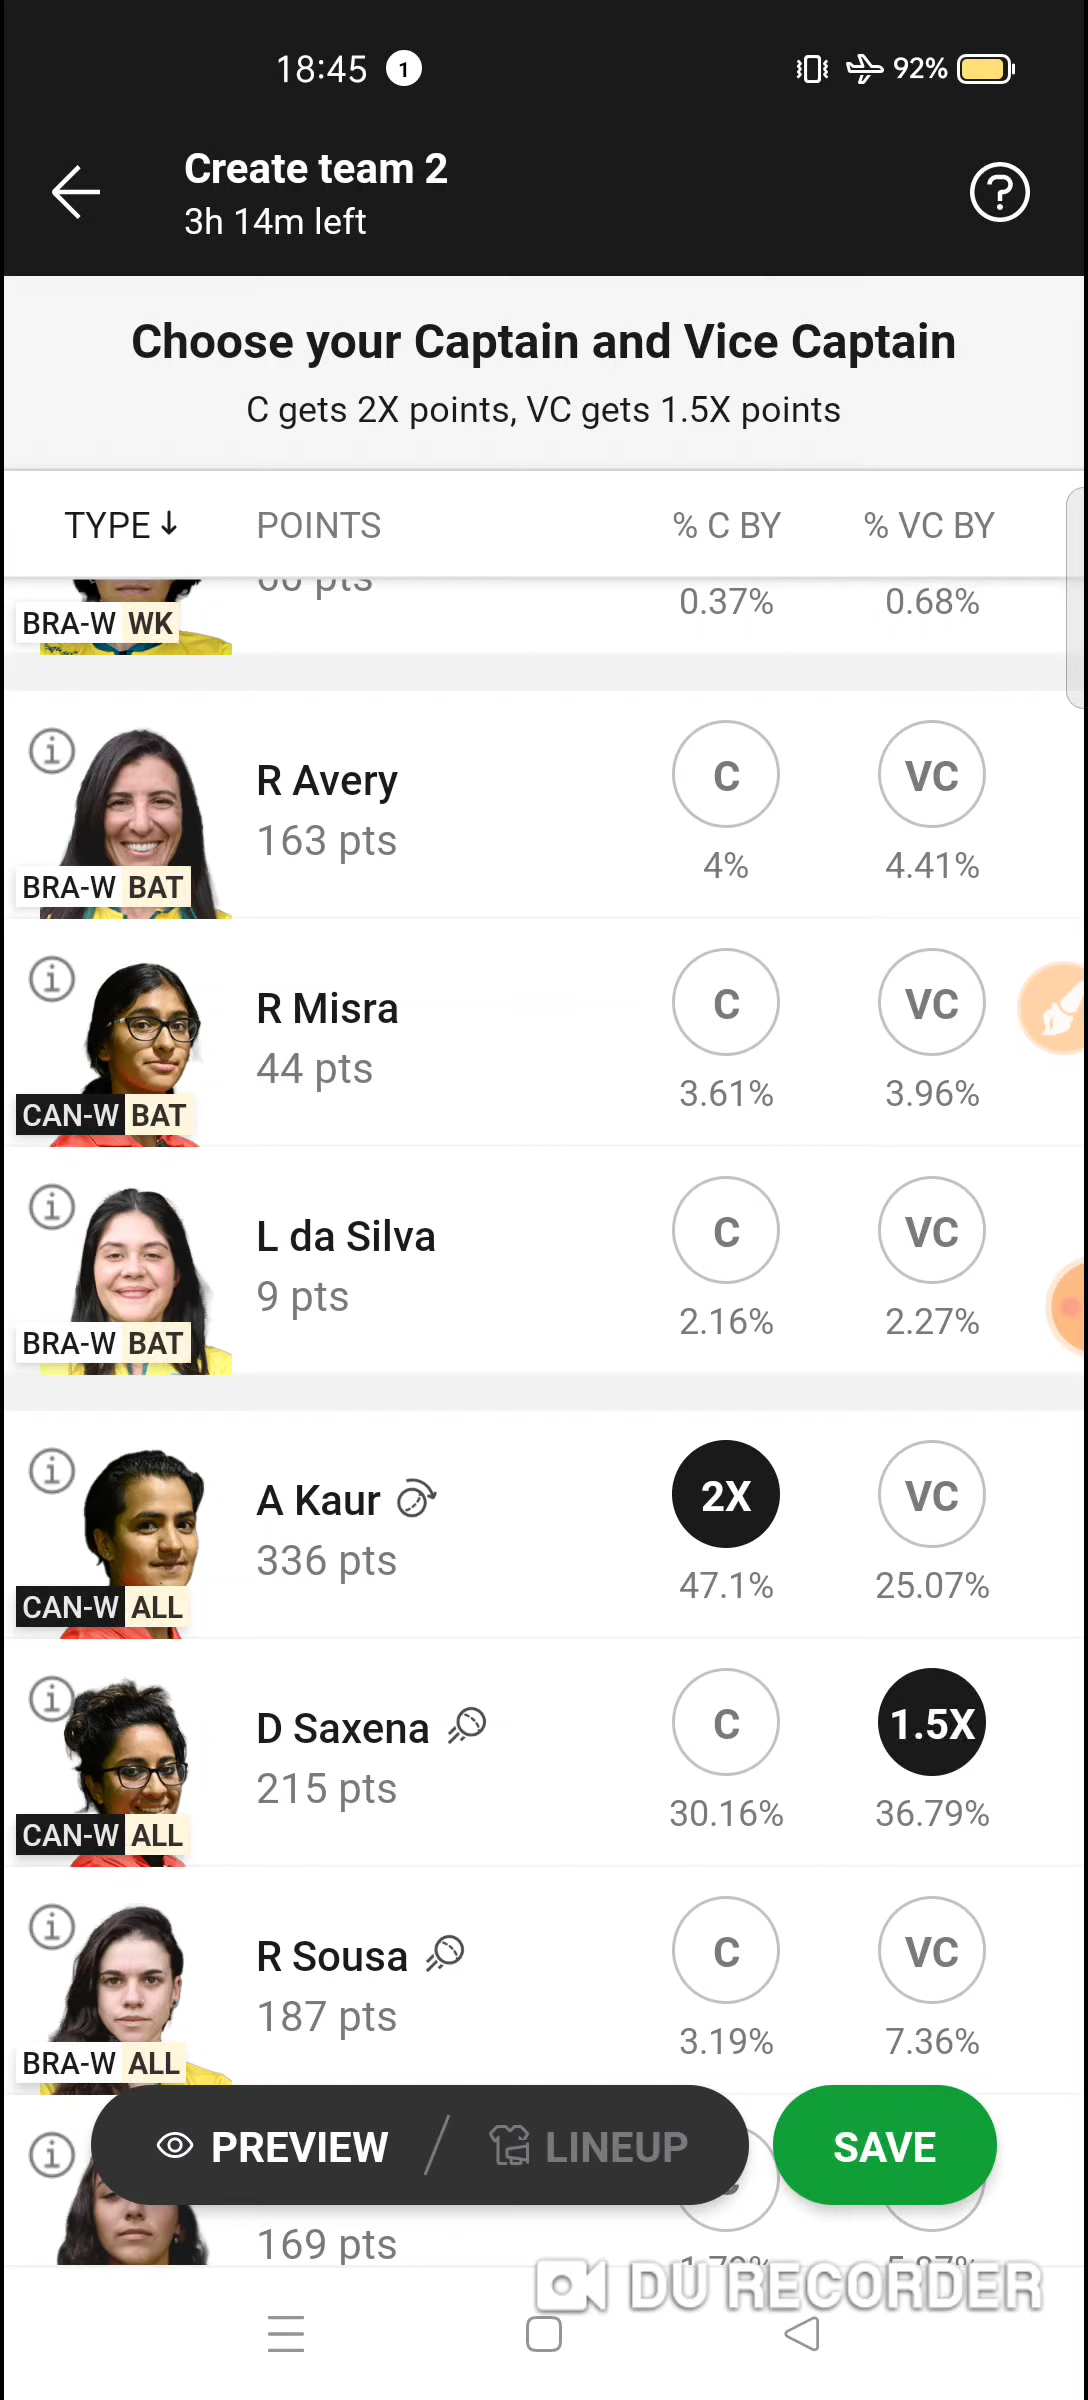 18:45 1 92%
Create team 2
3h 14m left
Choose your Captain and Vice Captain
C gets 2X points, VC gets 1.5X points
TYPE POINTS % C BY % VC BY
pts 0.37% 0.68%
BRA-W WK
R Avery C VC
163 pts 4% 4.41%
BRA-W BAT
R Misra C VC
44 pts 3.61% 3.96%
CAN-W BAT
L da Silva C VC
9 pts 2.16% 2.27%
BRA-W BAT
A Kaur 2X VC
336 pts 47.1% 25.07%
CAN-W ALL
D Saxena C 1.5X
215 pts 30.16% 36.79%
CAN-W ALL
R Sousa C VC
187 pts 3.19% 7.36%
BRA-W ALL
PREVIEW LINEUP SAVE
169 pts
DU RECORDER